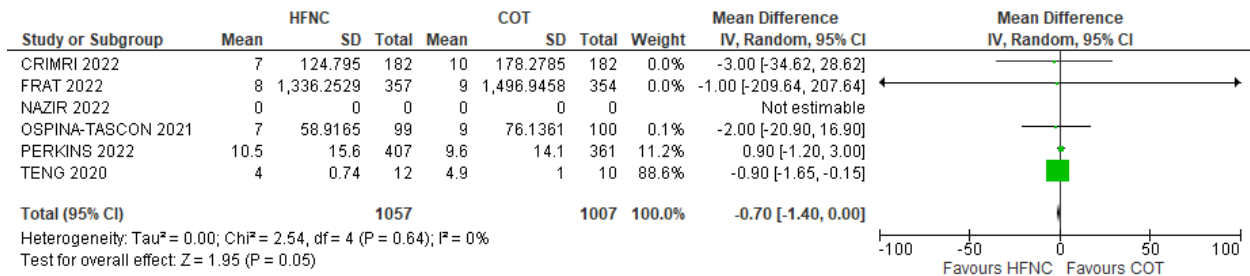 HFNC COT Mean Difference Mean Difference
Study or Subgroup Mean SD Total Mean SD Total Weight IV, Random, 95% CI IV, Random, 95% CI
CRIMRI 2022 7 124.795 182 10 178.2785 182 0.0% -3.00 [-34.62, 28.62]
FRAT 2022 8 1,336.2529 357 9 1,496.9458 354 0.0% -1.00 [-209.64, 207.64]
NAZIR 2022 0 0 0 0 0 0 Not estimable
OSPINA-TASCON 2021 7 58.9165 99 9 76.1361 100 0.1% -2.00 [-20.90, 16.90]
PERKINS 2022 10.5 15.6 407 9.6 14.1 361 11.2% 0.90 [-1.20, 3.00]
TENG 2020 4 0.74 12 4.9 1 10 88.6% -0.90 [-1.65, -0.15]
Total (95% CI) 1057 1007 100.0% -0.70 [-1.40, 0.00]
Heterogeneity: Tau² = 0.00; Chi² = 2.54, df = 4 (P = 0.64); I² = 0%
Test for overall effect: Z = 1.95 (P = 0.05)
-100 -50 0 50 100
Favours HFNC Favours COT